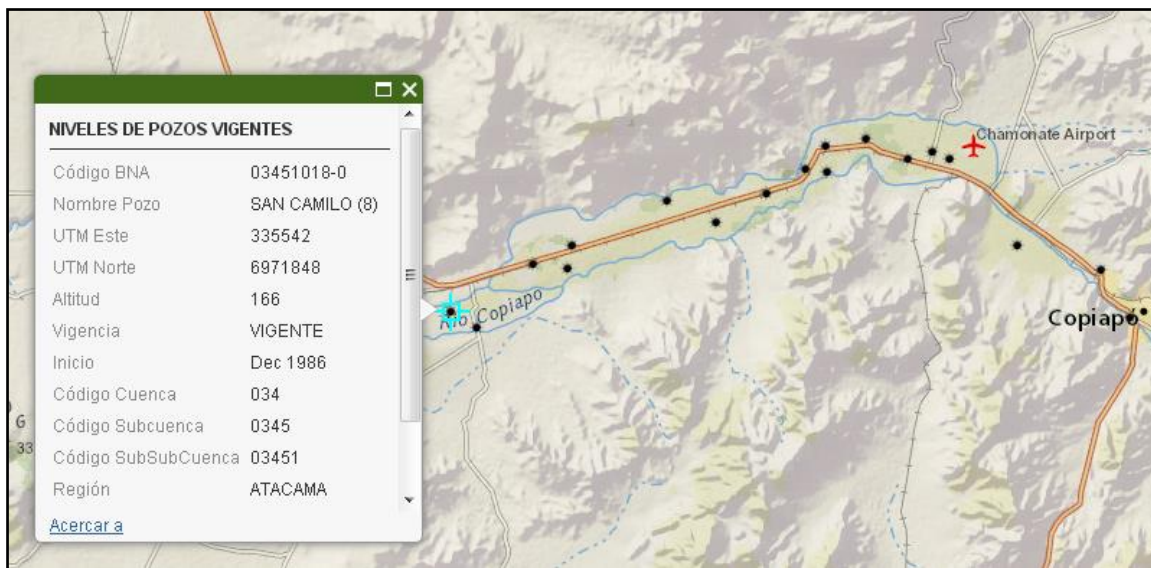 NIVELES DE POZOS VIGENTES
Código BNA 03451018-0
Nombre Pozo SAN CAMILO (8)
UTM Este 335542
UTM Norte 6971848
Altitud 166
Vigencia VIGENTE
Inicio Dec 1986
Código Cuenca 034
Código Subcuenca 0345
Código SubSubCuenca 03451
Región ATACAMA
Acercar a
Chamonate Airport
Río Copiapo
Copiapó
G
33